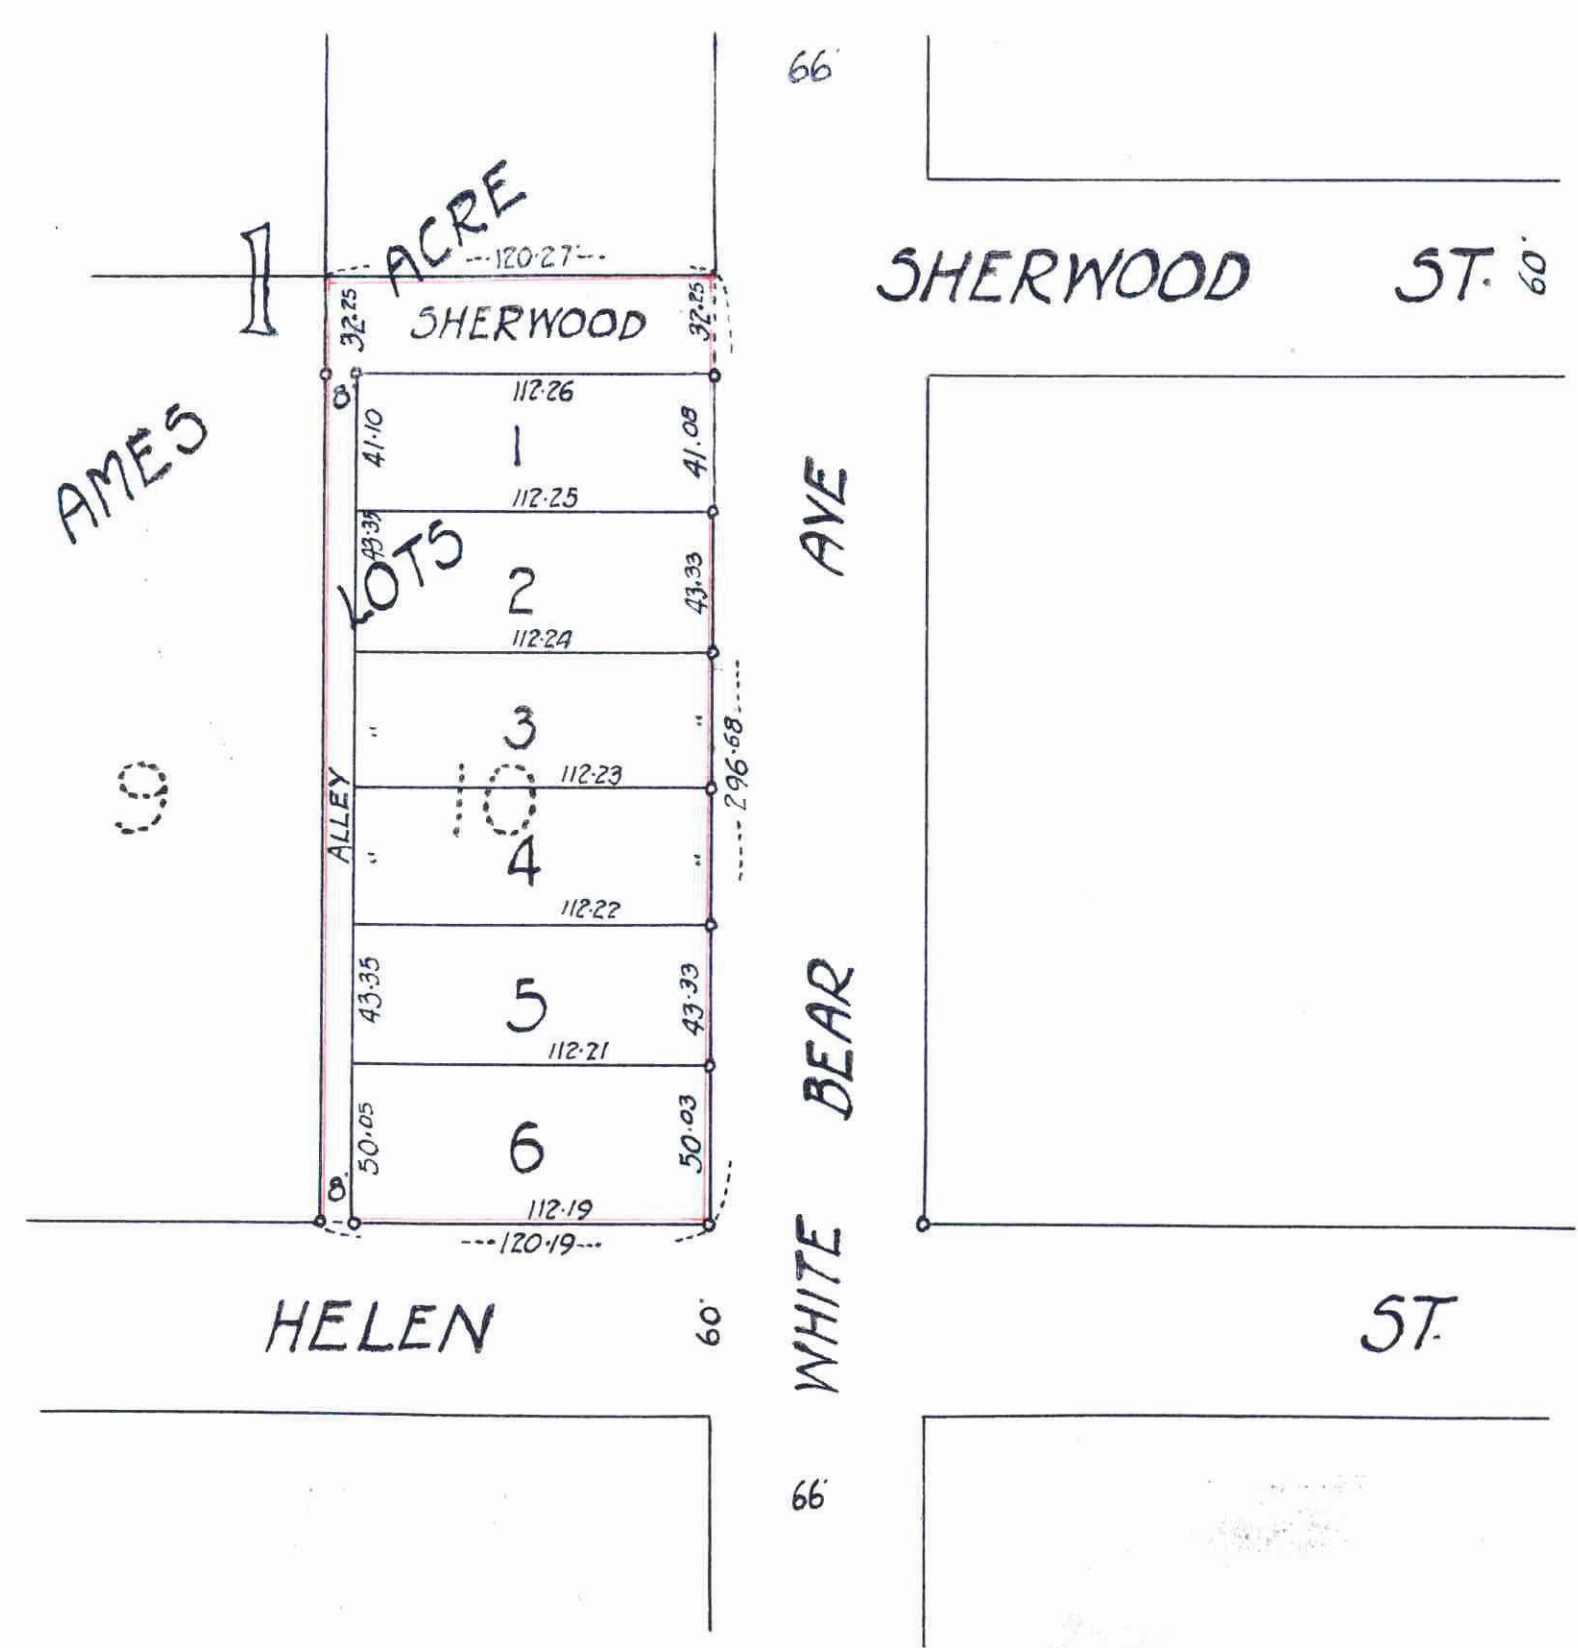 66'
ACRE
120.27
SHERWOOD ST. 60'
1
32.25 SHERWOOD 32.25
8'
112.26
AMES
41.10 1 41.08
112.25
AVE
43.35
LOTS
2 43.33
112.24
" 3 "
296.68
9
ALLEY
10
112.23
" 4 "
112.22
43.35 5 43.33
BEAR
112.21
50.05 6 50.03
8'
112.19
120.19
WHITE
HELEN 60' ST.
66'